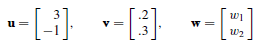 u = [3 -1], v = [.2 .3], w = [w1 w2]